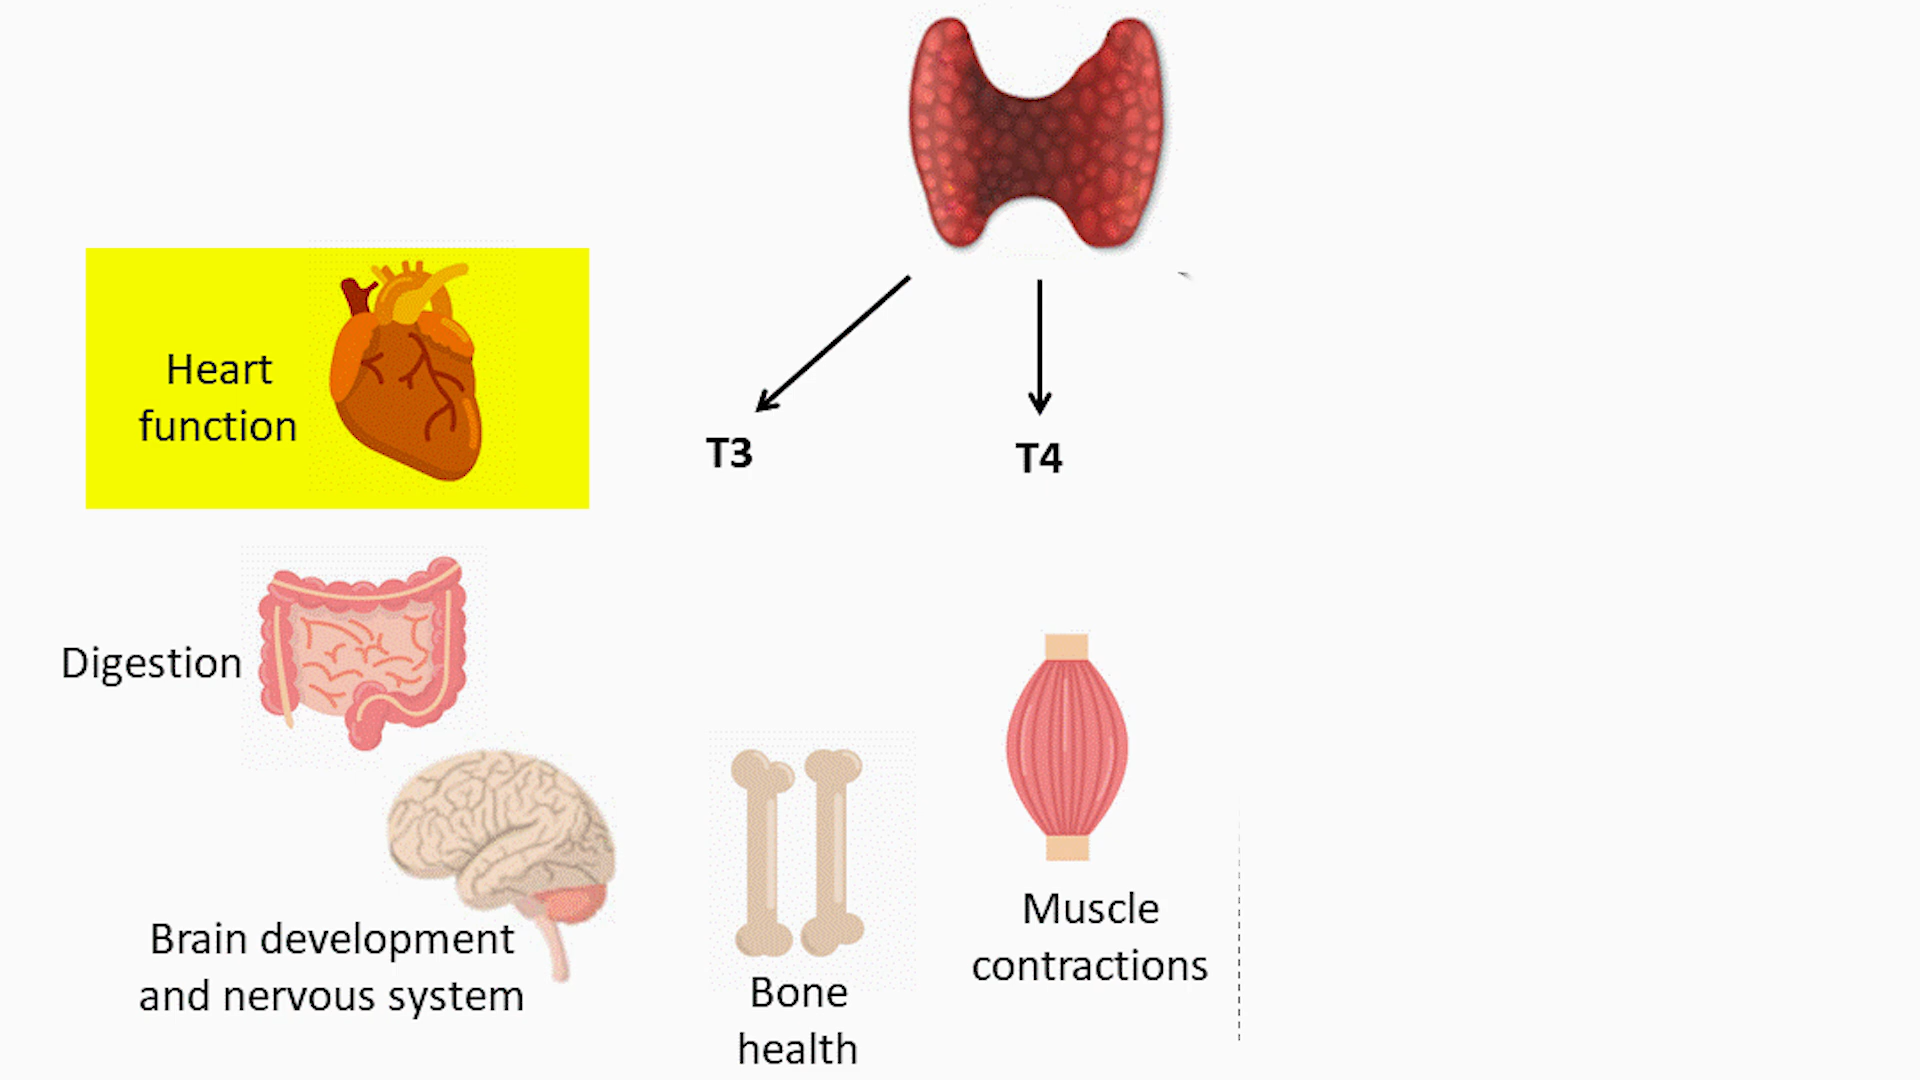 Heart
function
T3
T4
Digestion
Brain development
and nervous system
Bone
health
Muscle
contractions